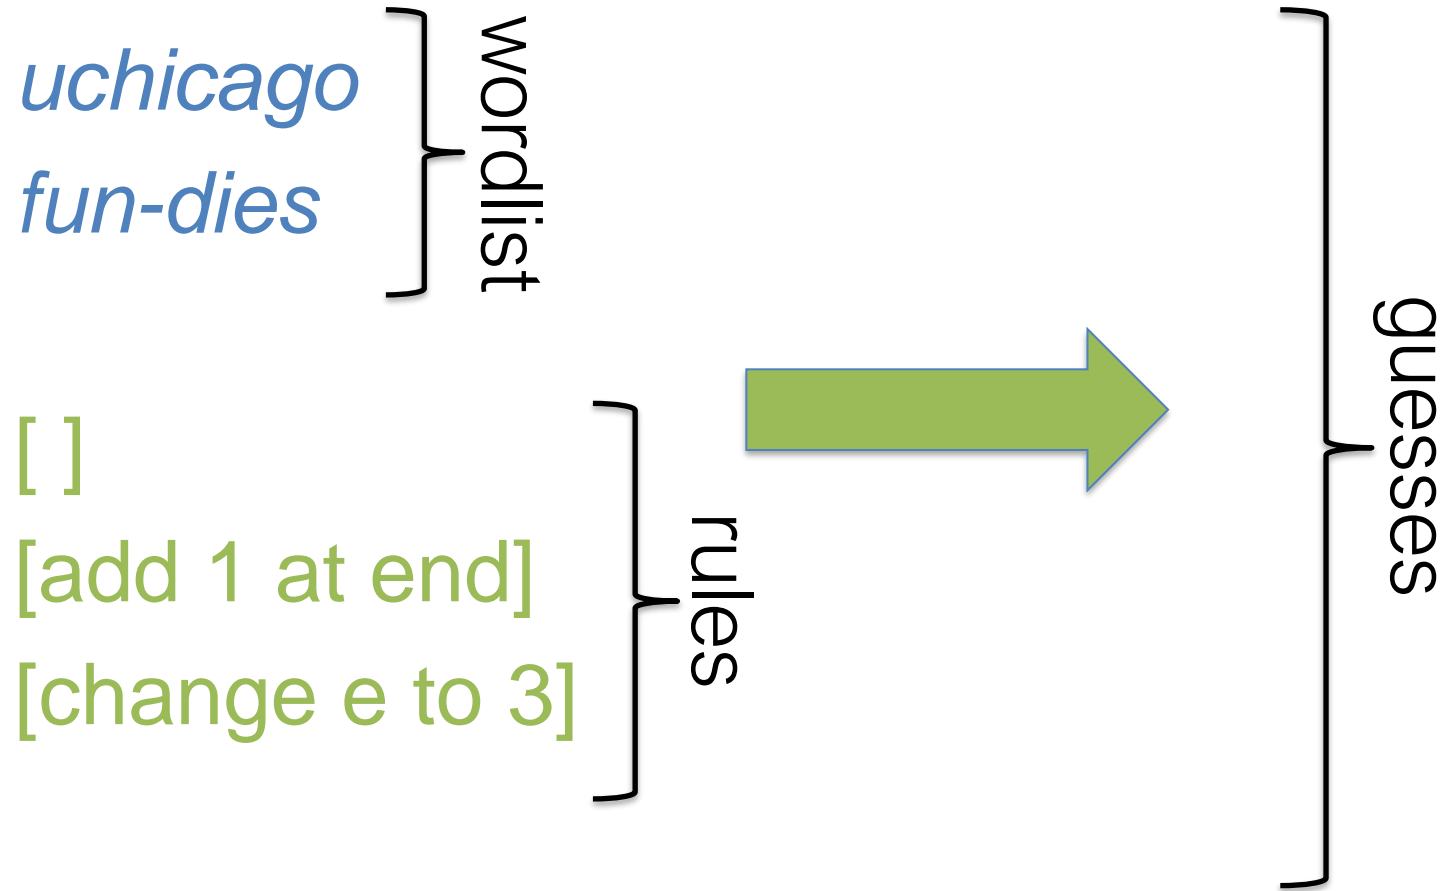 uchicago
fun-dies
wordlist
[ ]
[add 1 at end]
[change e to 3]
rules
guesses